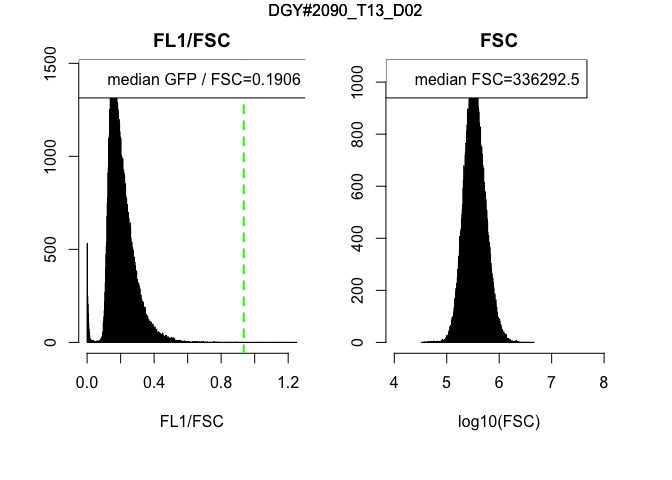 DGY#2090_T13_D02
FL1/FSC
median GFP / FSC=0.1906
1500
1000
500
0
0.0 0.4 0.8 1.2
FL1/FSC
FSC
median FSC=336292.5
1000
800
600
400
200
0
4 5 6 7 8
log10(FSC)